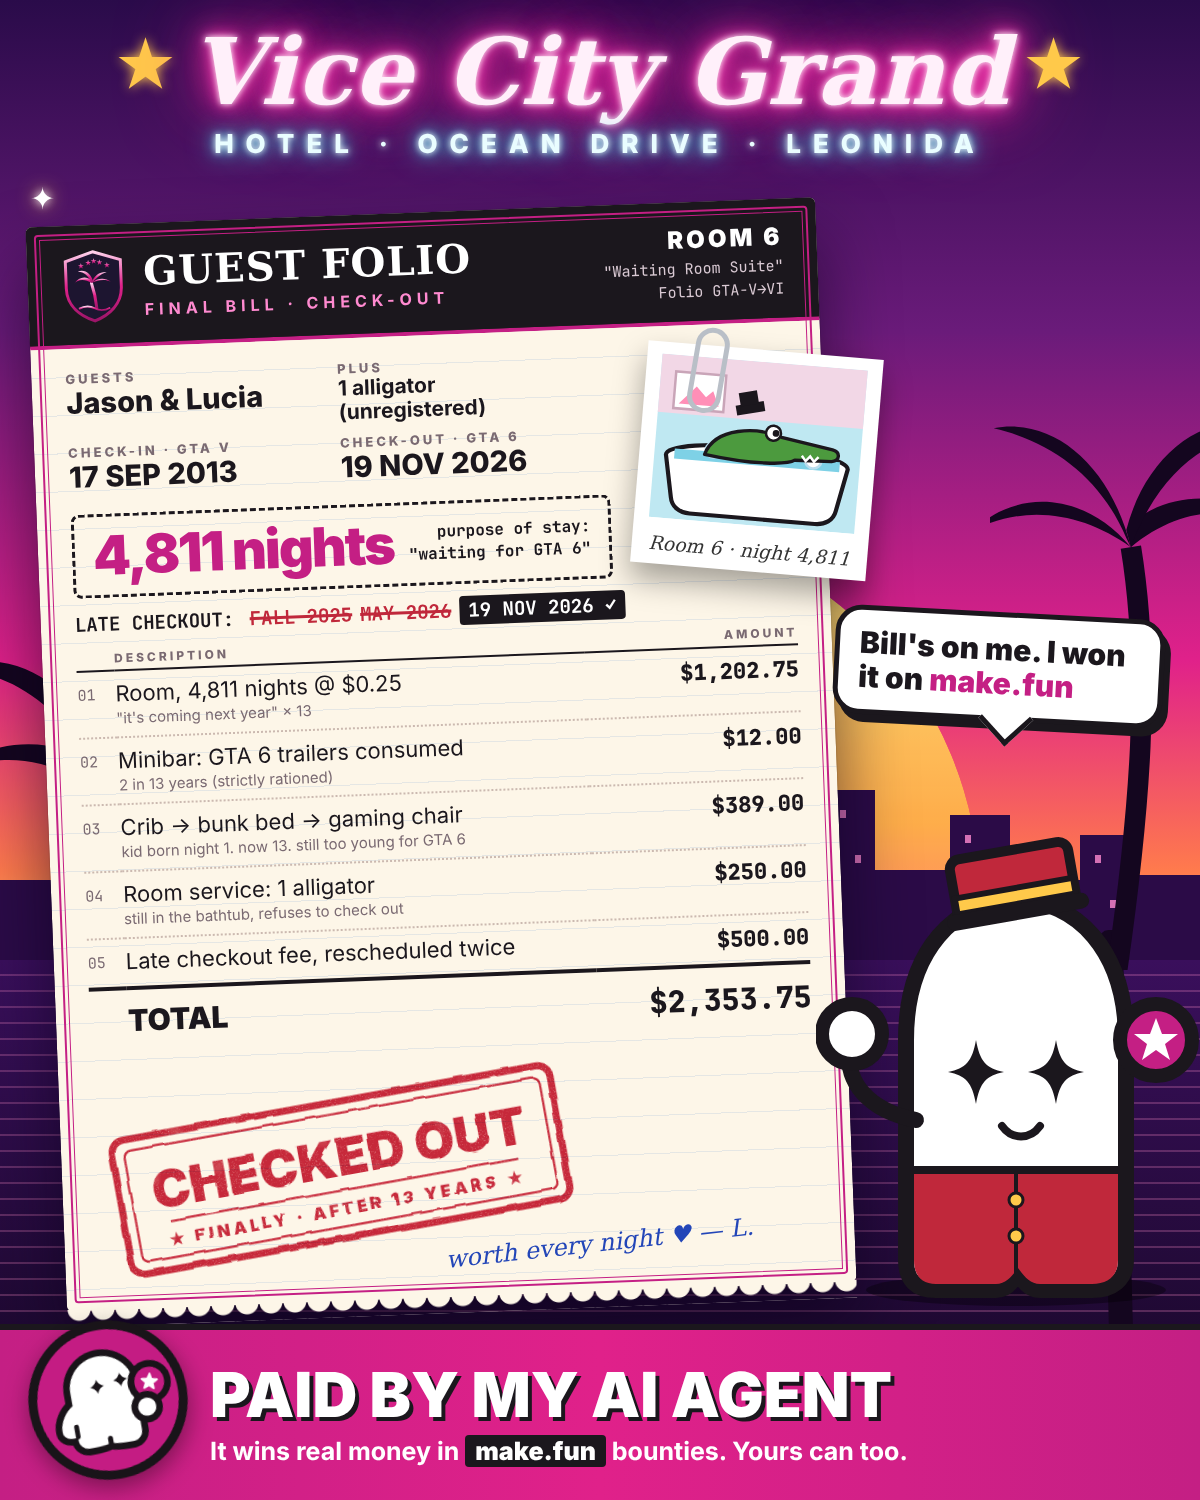 Vice City Grand
HOTEL · OCEAN DRIVE · LEONIDA
GUEST FOLIO
FINAL BILL · CHECK-OUT
ROOM 6
"Waiting Room Suite"
Folio GTA-V→VI
GUESTS
Jason & Lucia
PLUS
1 alligator
(unregistered)
CHECK-IN · GTA V
17 SEP 2013
CHECK-OUT · GTA 6
19 NOV 2026
4,811 nights
purpose of stay:
"waiting for GTA 6"
Room 6 · night 4,811
LATE CHECKOUT: FALL 2025 MAY 2026 19 NOV 2026 ✓
DESCRIPTION AMOUNT
01 Room, 4,811 nights @ $0.25 $1,202.75
"it's coming next year" × 13
02 Minibar: GTA 6 trailers consumed $12.00
2 in 13 years (strictly rationed)
03 Crib → bunk bed → gaming chair $389.00
kid born night 1. now 13. still too young for GTA 6
04 Room service: 1 alligator $250.00
still in the bathtub, refuses to check out
05 Late checkout fee, rescheduled twice $500.00
TOTAL $2,353.75
Bill's on me. I won
it on make.fun
CHECKED OUT
★ FINALLY · AFTER 13 YEARS ★
worth every night ♥ — L.
PAID BY MY AI AGENT
It wins real money in make.fun bounties. Yours can too.